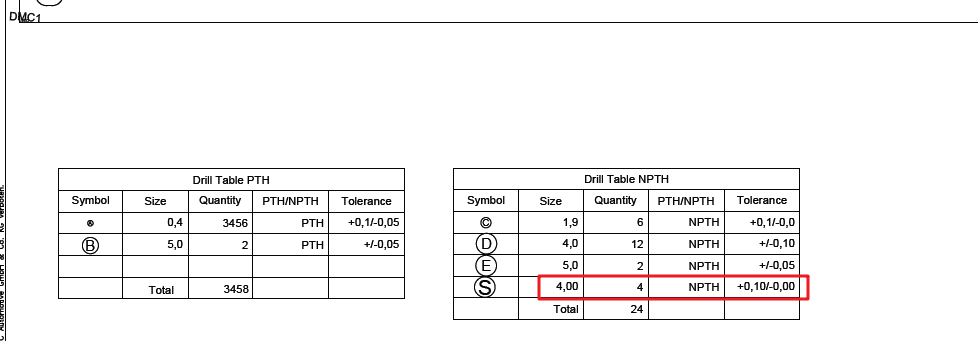 DMC1
Drill Table PTH
Symbol Size Quantity PTH/NPTH Tolerance
A 0,4 3456 PTH +0,1/-0,05
B 5,0 2 PTH +/-0,05
Total 3458
Drill Table NPTH
Symbol Size Quantity PTH/NPTH Tolerance
C 1,9 6 NPTH +0,1/-0,0
D 4,0 12 NPTH +/-0,10
E 5,0 2 NPTH +/-0,05
S 4,00 4 NPTH +0,10/-0,00
Total 24
C Automotive GmbH & Co. KG verboten.